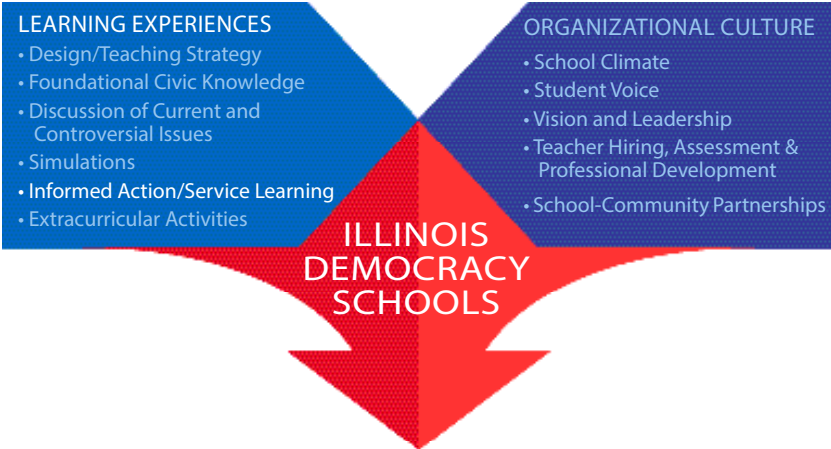 LEARNING EXPERIENCES
• Design/Teaching Strategy
• Foundational Civic Knowledge
• Discussion of Current and
Controversial Issues
• Simulations
• Informed Action/Service Learning
• Extracurricular Activities
ORGANIZATIONAL CULTURE
• School Climate
• Student Voice
• Vision and Leadership
• Teacher Hiring, Assessment &
Professional Development
• School-Community Partnerships
ILLINOIS
DEMOCRACY
SCHOOLS